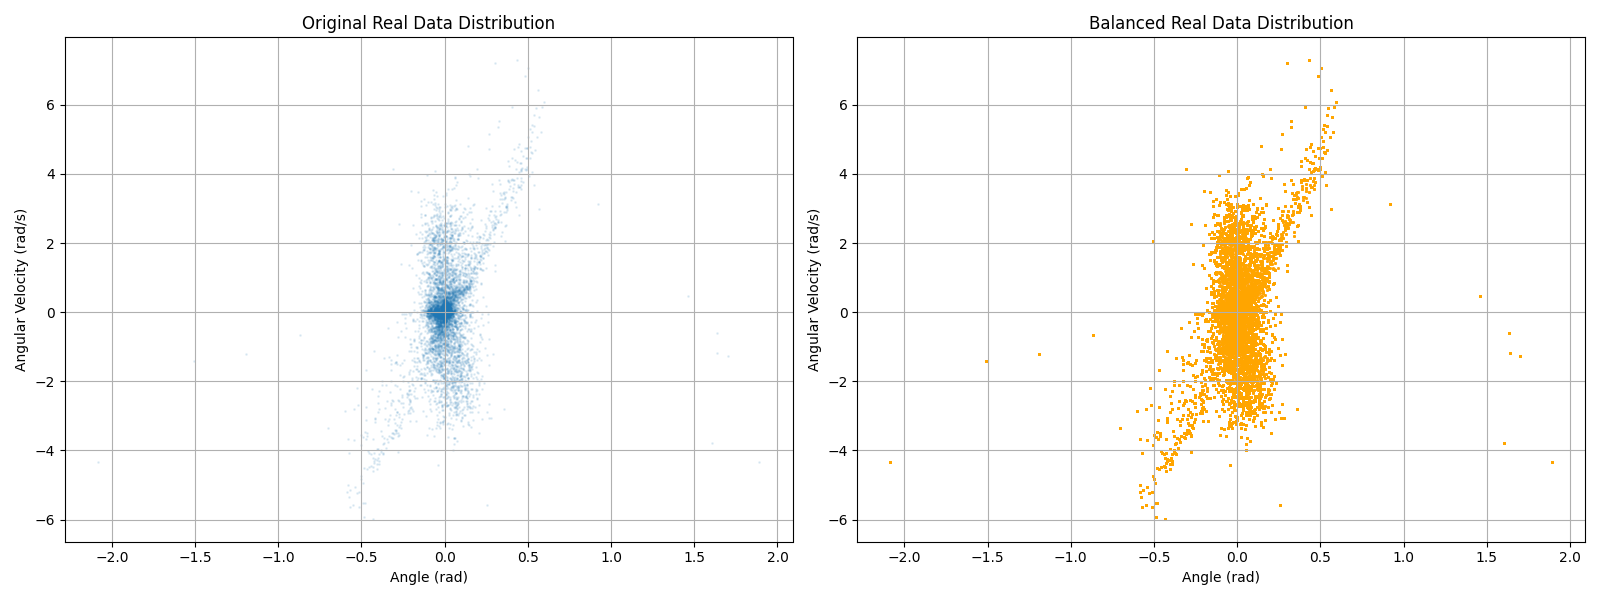 Original Real Data Distribution
Angular Velocity (rad/s)
6
4
2
0
−2
−4
−6
−2.0 −1.5 −1.0 −0.5 0.0 0.5 1.0 1.5 2.0
Angle (rad)
Balanced Real Data Distribution
Angular Velocity (rad/s)
6
4
2
0
−2
−4
−6
−2.0 −1.5 −1.0 −0.5 0.0 0.5 1.0 1.5 2.0
Angle (rad)